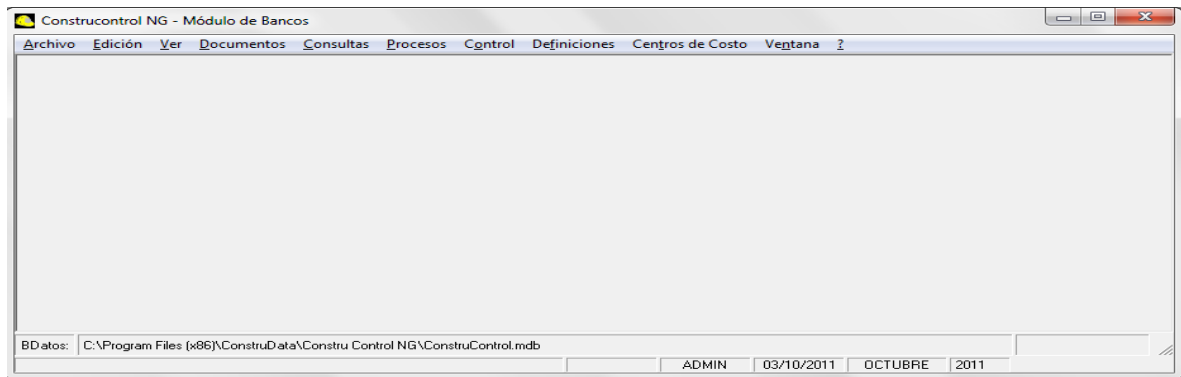 Construcontrol NG - Módulo de Bancos
Archivo Edición Ver Documentos Consultas Procesos Control Definiciones Centros de Costo Ventana ?
BDatos: C:\Program Files (x86)\ConstruData\Constru Control NG\ConstruControl.mdb
ADMIN 03/10/2011 OCTUBRE 2011